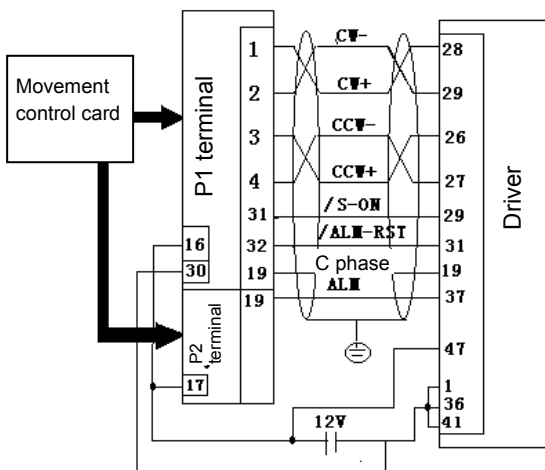 Movement
control card
P1 terminal
P2
terminal
1
2
3
4
31
32
19
19
16
30
17
CW-
CW+
CCW-
CCW+
/S-ON
/ALM-RST
C phase
ALM
12V
28
29
26
27
29
31
19
37
47
1
36
41
Driver